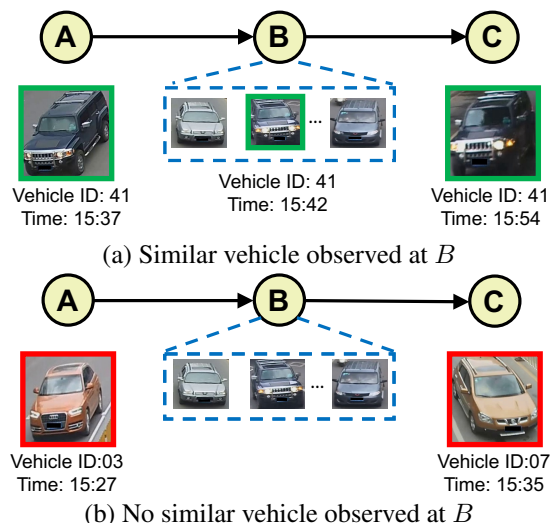 A B C
...
Vehicle ID: 41
Time: 15:37
Vehicle ID: 41
Time: 15:42
Vehicle ID: 41
Time: 15:54
(a) Similar vehicle observed at B
A B C
...
Vehicle ID:03
Time: 15:27
Vehicle ID:07
Time: 15:35
(b) No similar vehicle observed at B